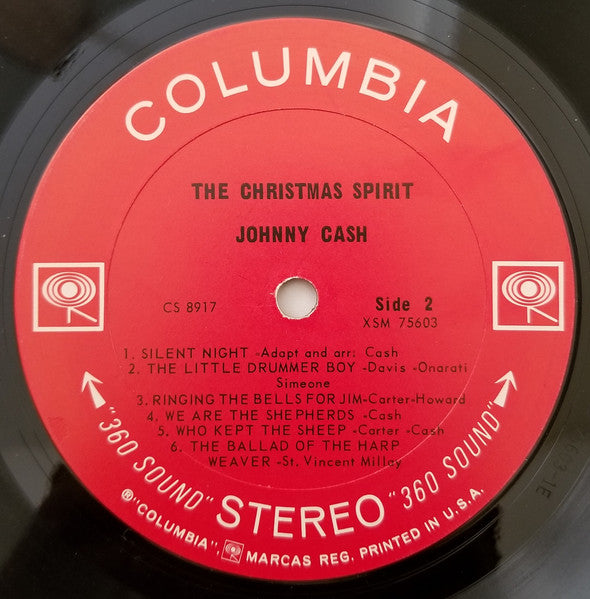 COLUMBIA
THE CHRISTMAS SPIRIT
JOHNNY CASH
CS 8917
Side 2
XSM 75603
1. SILENT NIGHT -Adapt and arr: Cash
2. THE LITTLE DRUMMER BOY -Davis -Onarati
Simeone
3. RINGING THE BELLS FOR JIM-Carter-Howard
4. WE ARE THE SHEPHERDS -Cash
5. WHO KEPT THE SHEEP -Carter -Cash
6. THE BALLAD OF THE HARP
WEAVER -St. Vincent Millay
"360 SOUND" STEREO "360 SOUND"
®"COLUMBIA", MARCAS REG. PRINTED IN U.S.A.